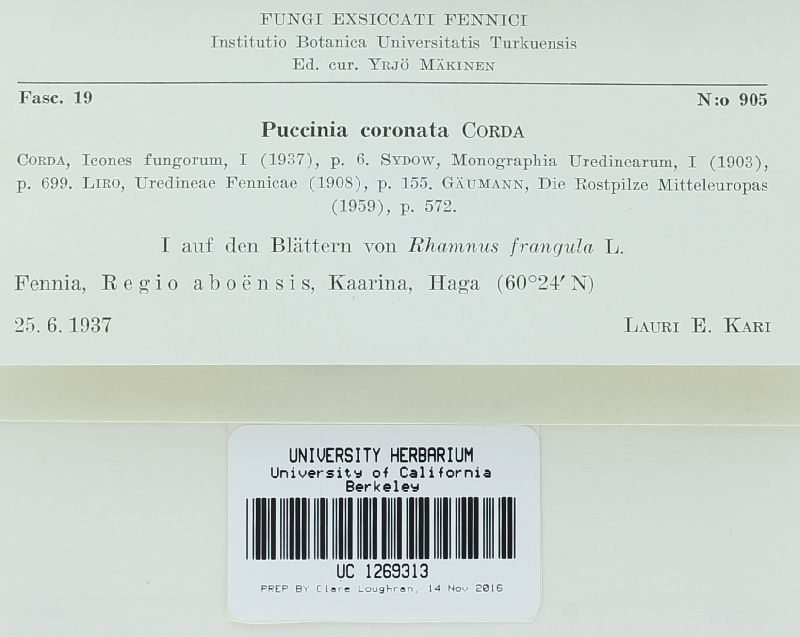 FUNGI EXSICCATI FENNICI
Institutio Botanica Universitatis Turkuensis
Ed. cur. YRJÖ MÄKINEN
Fasc. 19 N:o 905
Puccinia coronata CORDA
CORDA, Icones fungorum, I (1937), p. 6. SYDOW, Monographia Uredinearum, I (1903),
p. 699. LIRO, Uredineae Fennicae (1908), p. 155. GÄUMANN, Die Rostpilze Mitteleuropas
(1959), p. 572.
I auf den Blättern von Rhamnus frangula L.
Fennia, Regio aboënsis, Kaarina, Haga (60°24′ N)
25. 6. 1937 LAURI E. KARI
UNIVERSITY HERBARIUM
University of California
Berkeley
UC 1269313
PREP BY Clare Loughran, 14 Nov 2016